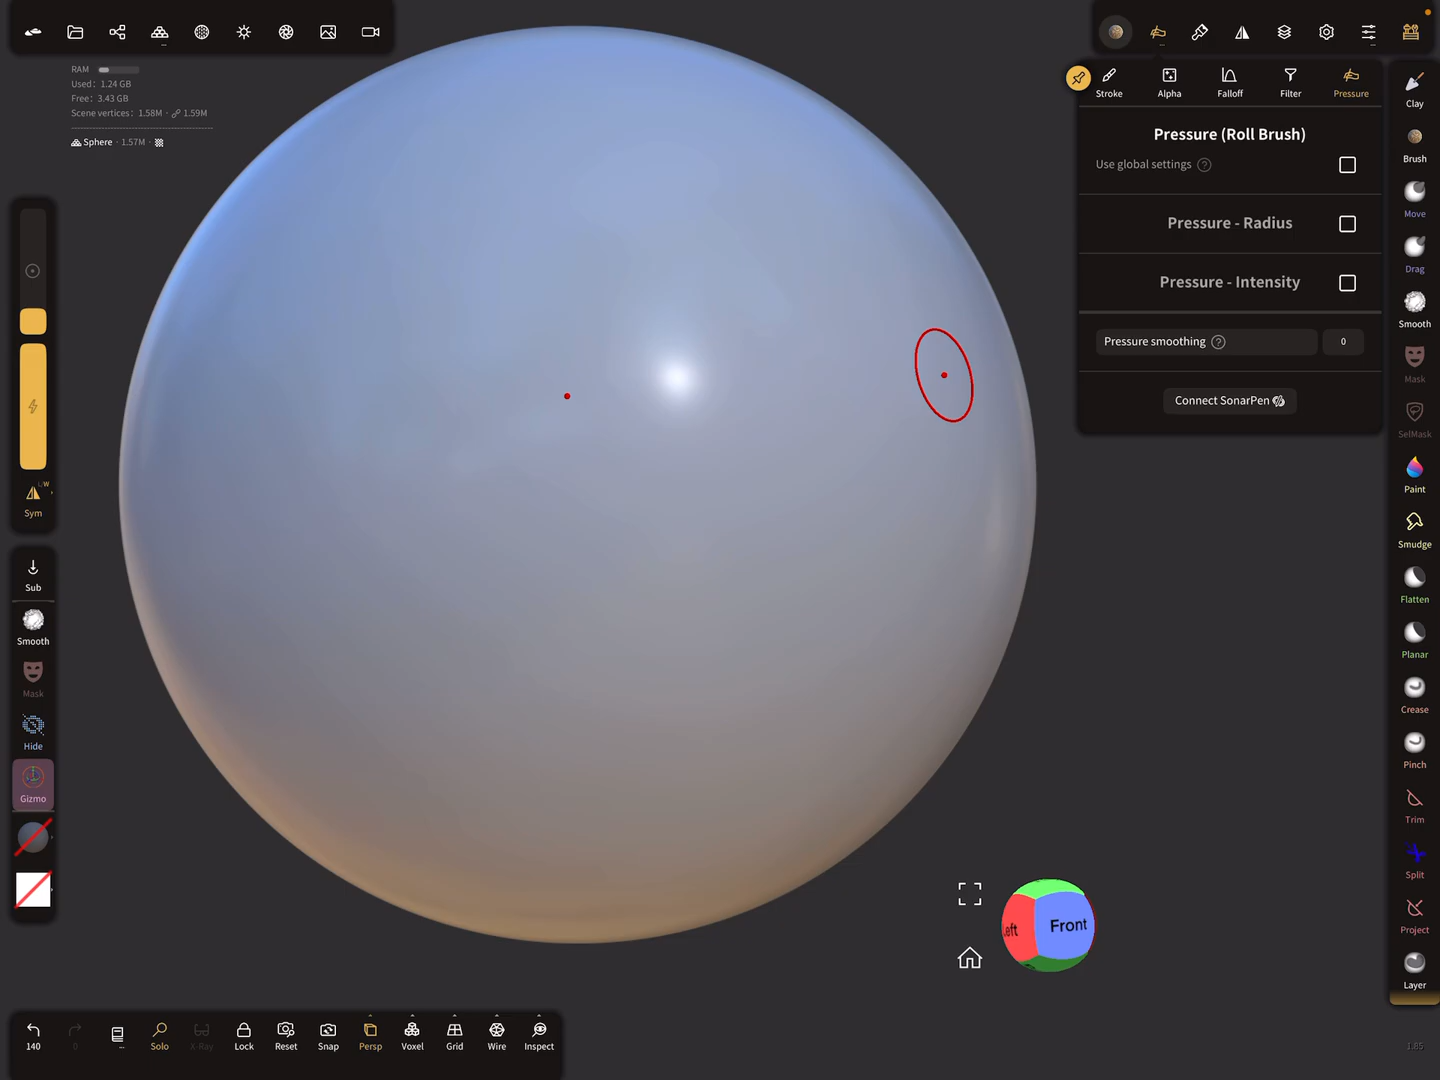 RAM
Used: 1.24 GB
Free: 3.43 GB
Scene vertices: 1.58M · 1.59M
Sphere · 1.57M ·
Stroke
Alpha
Falloff
Filter
Pressure
Pressure (Roll Brush)
Use global settings ?
Pressure - Radius
Pressure - Intensity
Pressure smoothing ? 0
Connect SonarPen
Clay
Brush
Move
Drag
Smooth
Mask
SelMask
Paint
Smudge
Flatten
Planar
Crease
Pinch
Trim
Split
Project
Layer
Sym
Sub
Smooth
Mask
Hide
Gizmo
Front
140
0
Solo
X-Ray
Lock
Reset
Snap
Persp
Voxel
Grid
Wire
Inspect
1.85